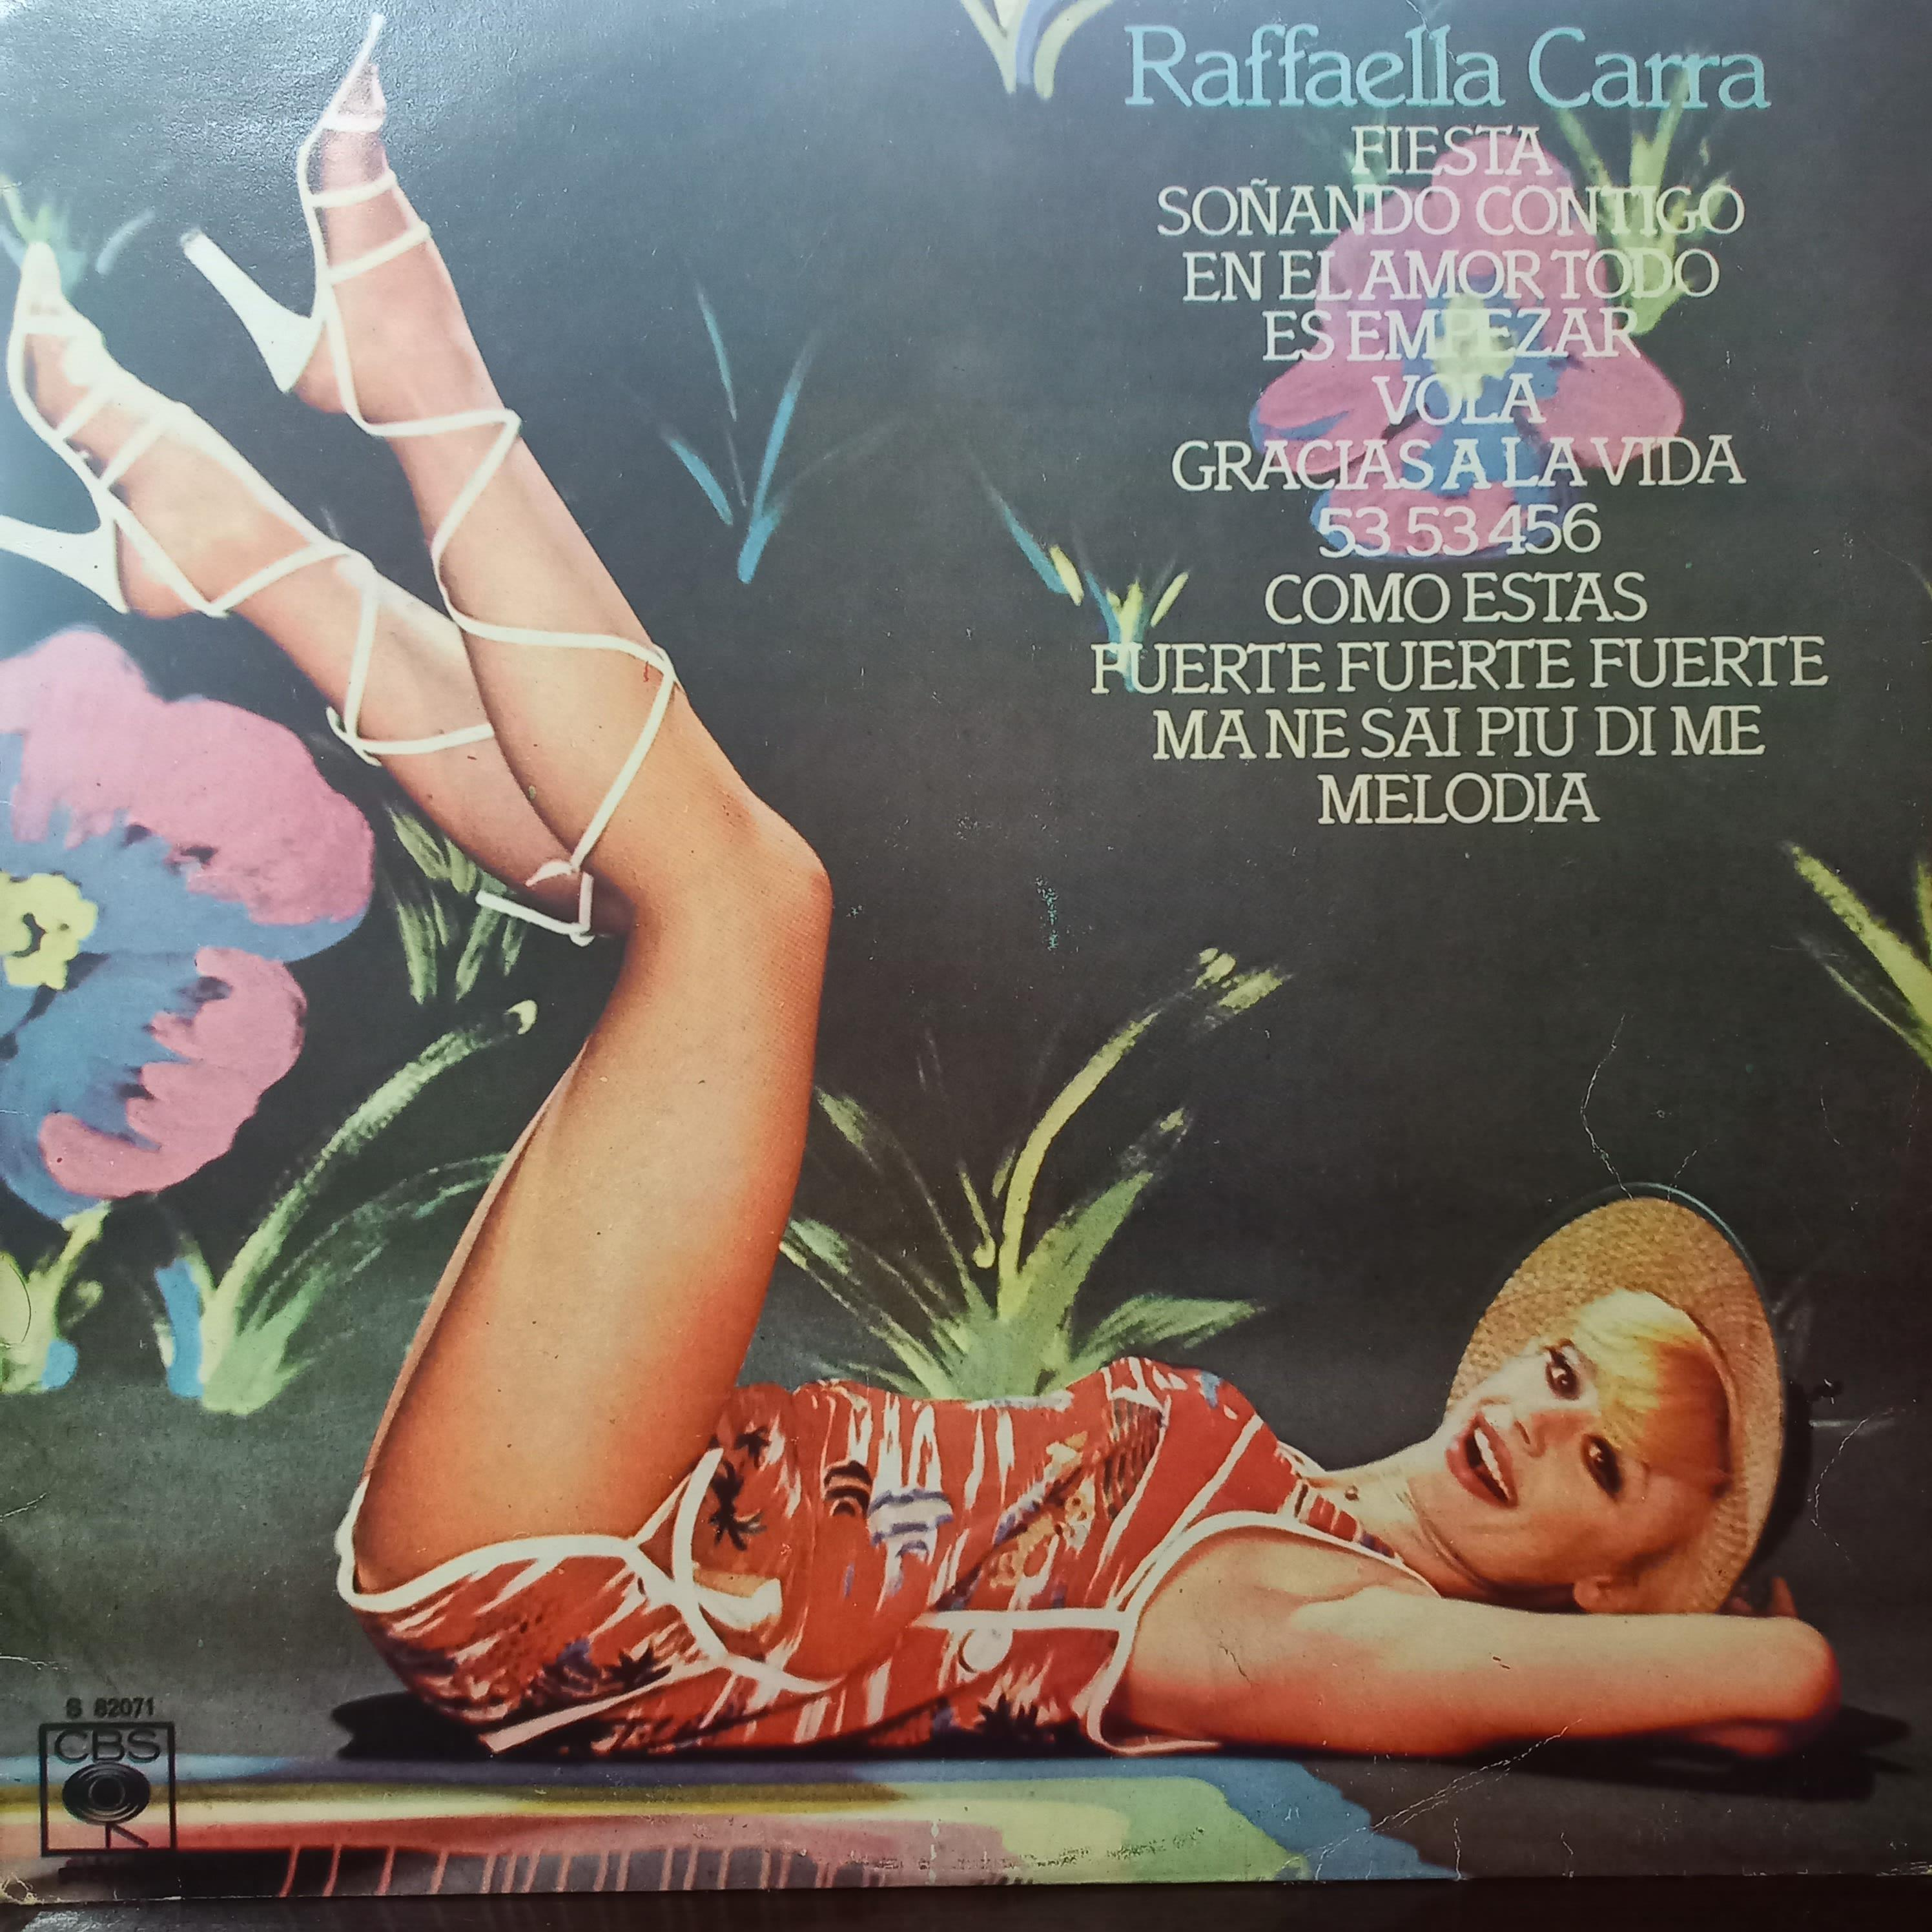 Raffaella Carra
FIESTA
SOÑANDO CONTIGO
EN EL AMOR TODO
ES EMPEZAR
VOLA
GRACIAS A LA VIDA
53 53 456
COMO ESTAS
FUERTE FUERTE FUERTE
MA NE SAI PIU DI ME
MELODIA
S 82071
CBS